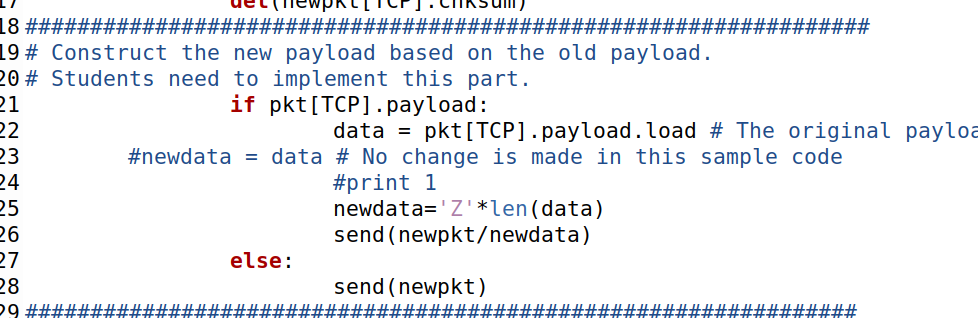 17 del(newpkt[TCP].chksum)
18 #################################################################
19 # Construct the new payload based on the old payload.
20 # Students need to implement this part.
21 if pkt[TCP].payload:
22 data = pkt[TCP].payload.load # The original
23 #newdata = data # No change is made in this sample code
24 #print 1
25 newdata='Z'*len(data)
26 send(newpkt/newdata)
27 else:
28 send(newpkt)
29 ################################################################